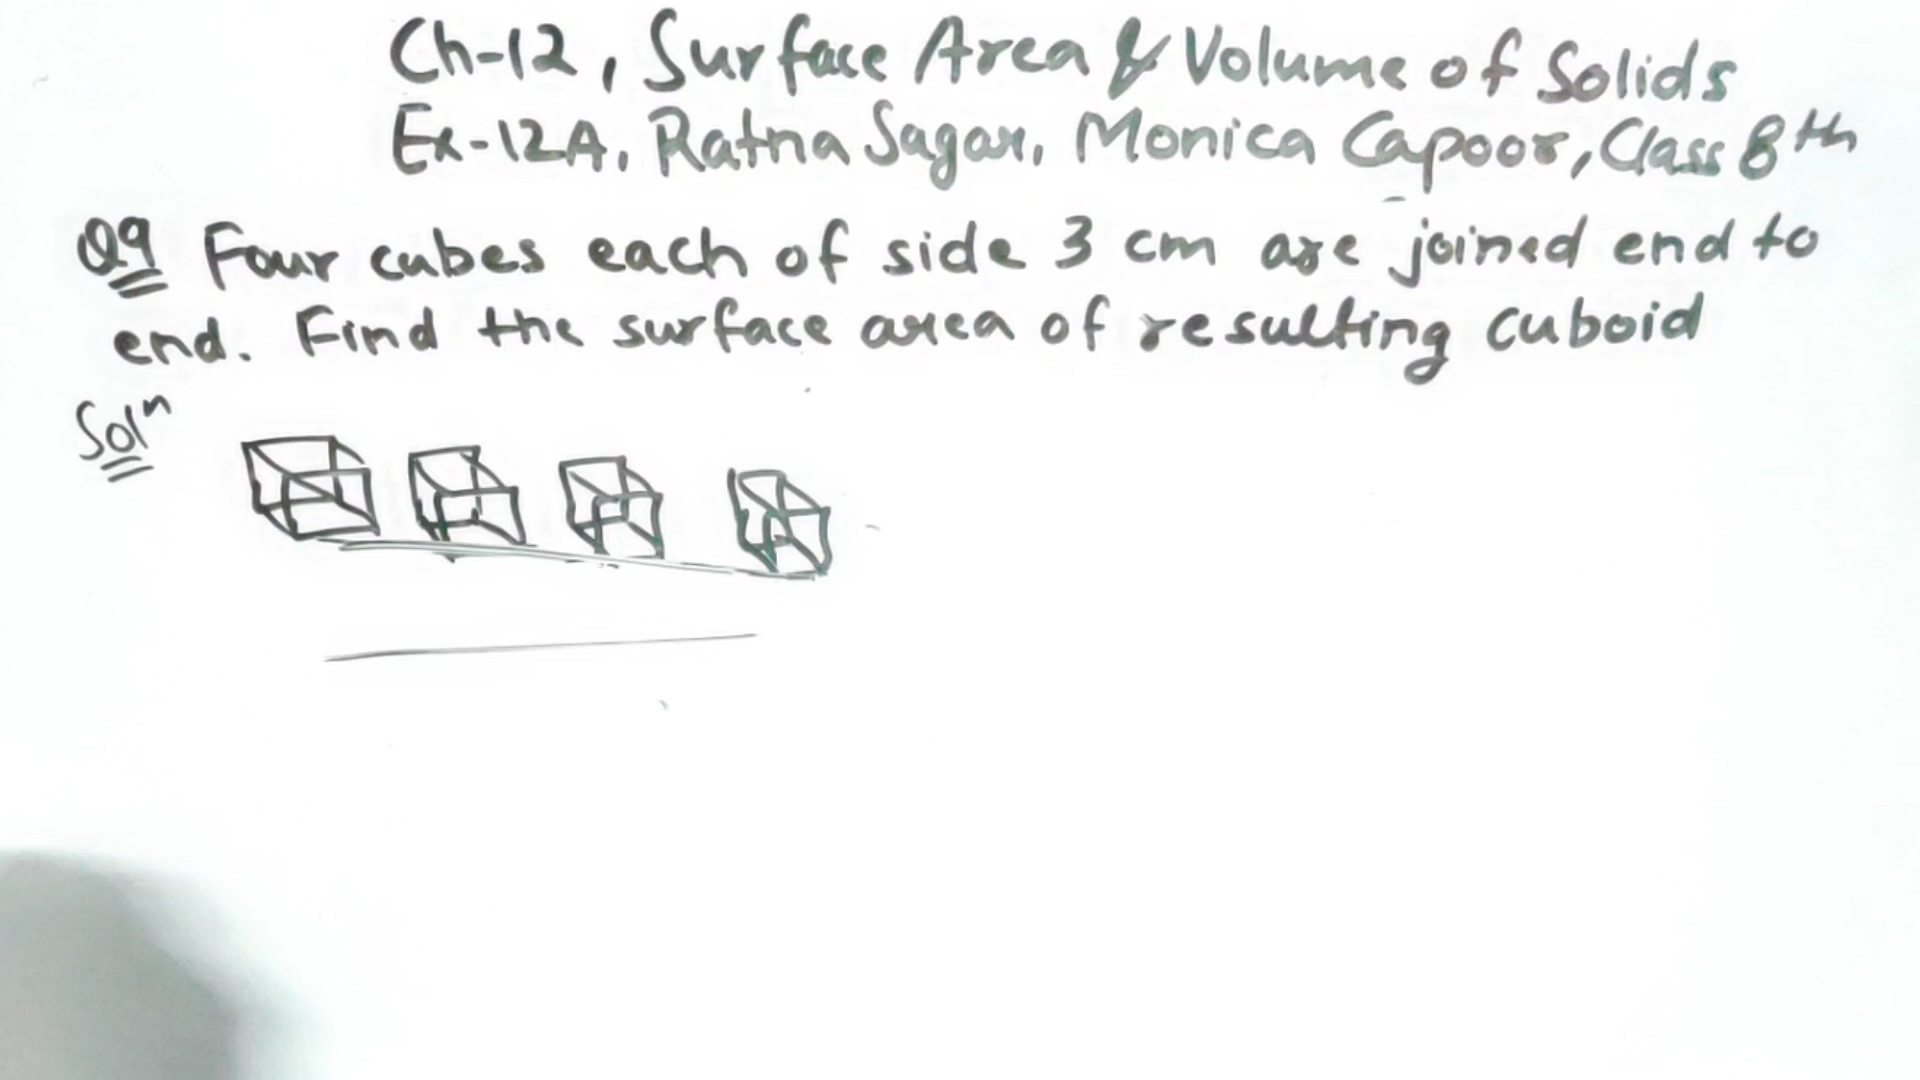 Ch-12, Surface Area & Volume of Solids
Ex-12A, Ratna Sagar, Monica Capoor, Class 8th
Q9 Four cubes each of side 3 cm are joined end to
end. Find the surface area of resulting cuboid
Soln